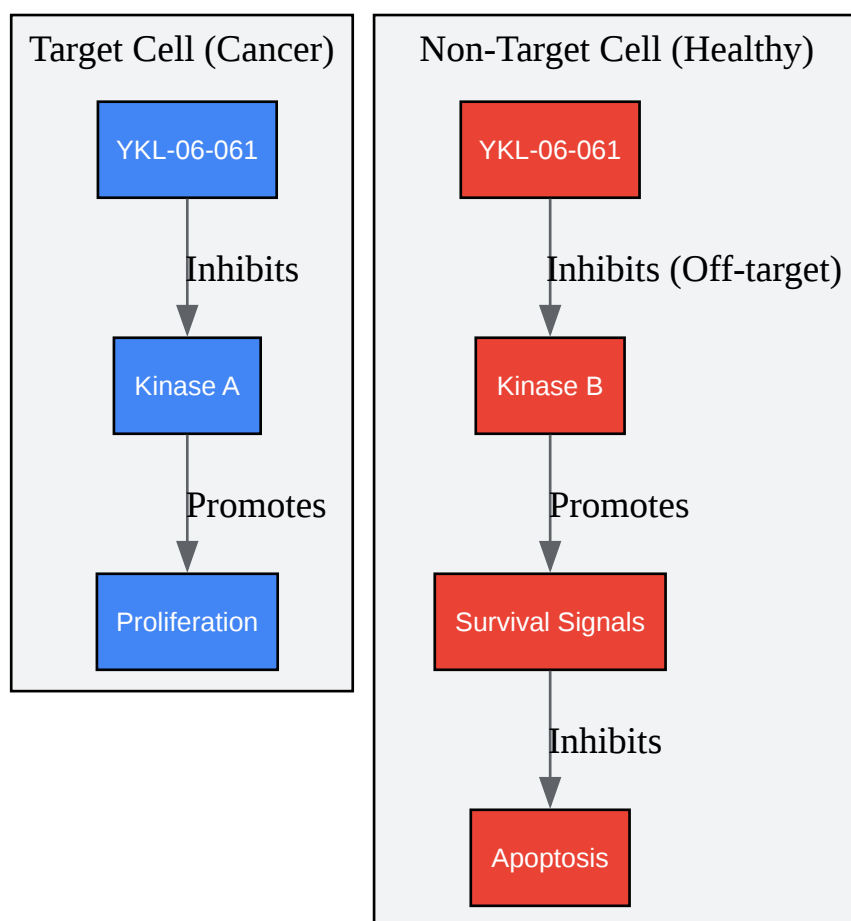 Target Cell (Cancer)
YKL-06-061
Inhibits
Kinase A
Promotes
Proliferation
Non-Target Cell (Healthy)
YKL-06-061
Inhibits (Off-target)
Kinase B
Promotes
Survival Signals
Inhibits
Apoptosis